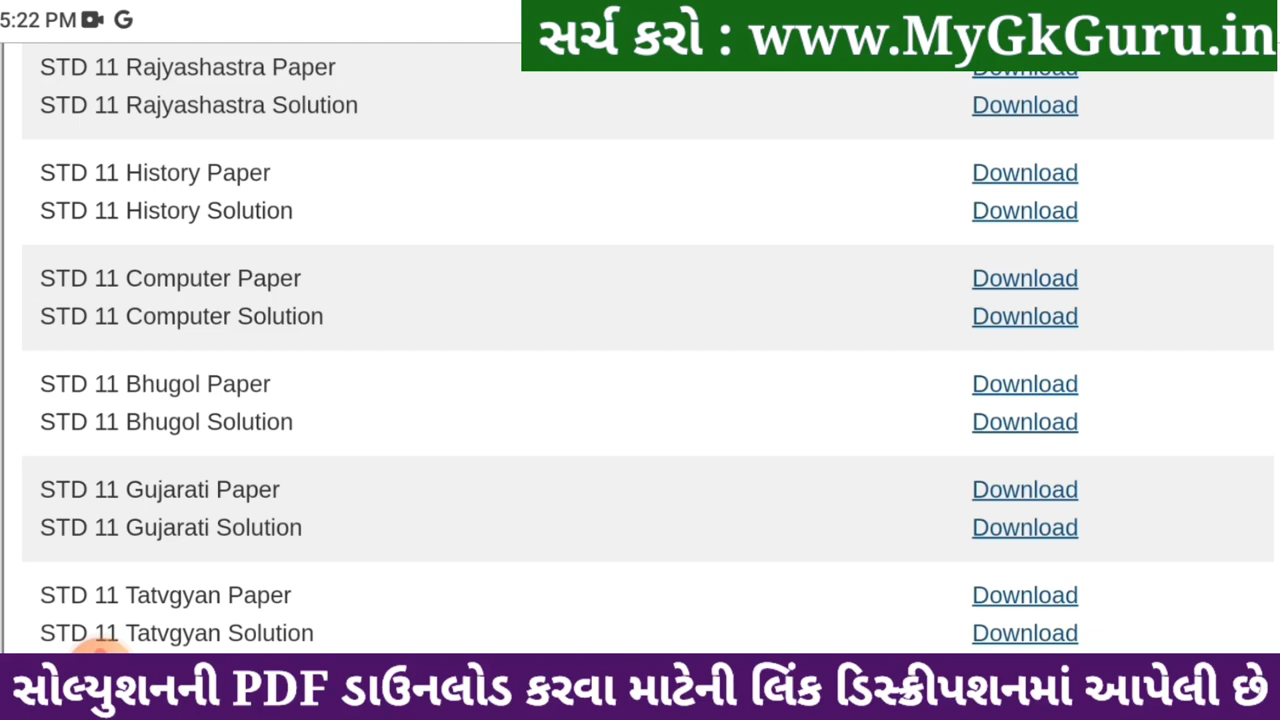 5:22 PM
સર્ચ કરો : www.MyGkGuru.in
STD 11 Rajyashastra Paper Download
STD 11 Rajyashastra Solution Download
STD 11 History Paper Download
STD 11 History Solution Download
STD 11 Computer Paper Download
STD 11 Computer Solution Download
STD 11 Bhugol Paper Download
STD 11 Bhugol Solution Download
STD 11 Gujarati Paper Download
STD 11 Gujarati Solution Download
STD 11 Tatvgyan Paper Download
STD 11 Tatvgyan Solution Download
સોલ્યુશનની PDF ડાઉનલોડ કરવા માટેની લિંક ડિસ્ક્રીપશનમાં આપેલી છે